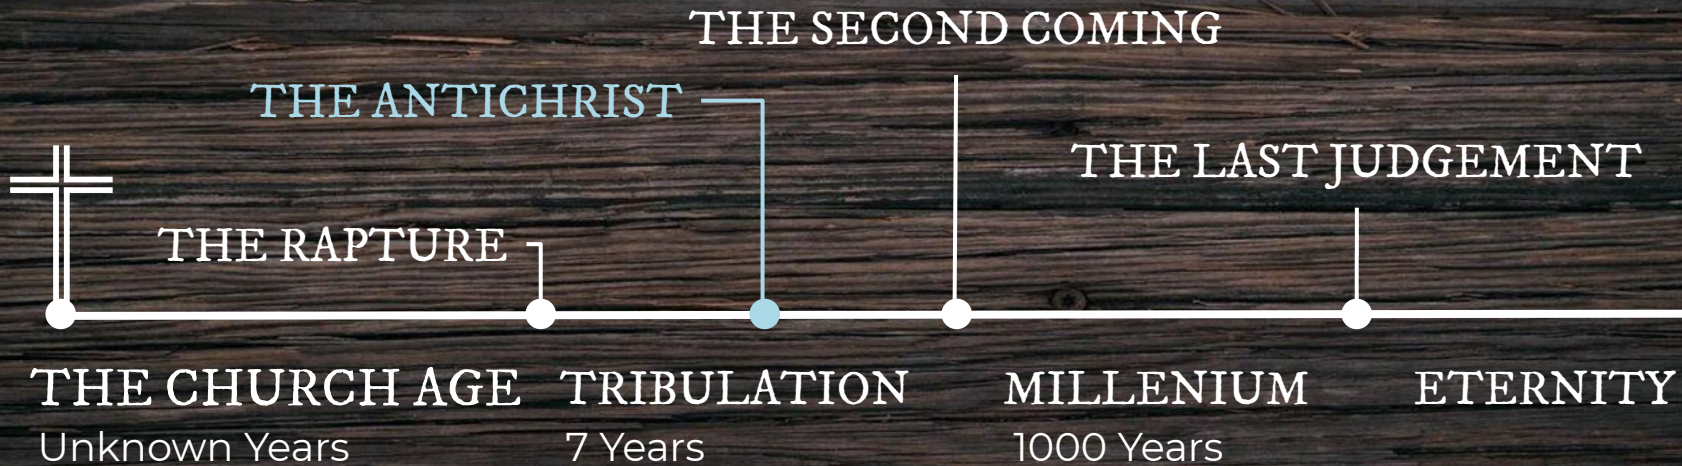 THE SECOND COMING
THE ANTICHRIST
THE LAST JUDGEMENT
THE RAPTURE
THE CHURCH AGE
Unknown Years
TRIBULATION
7 Years
MILLENIUM
1000 Years
ETERNITY